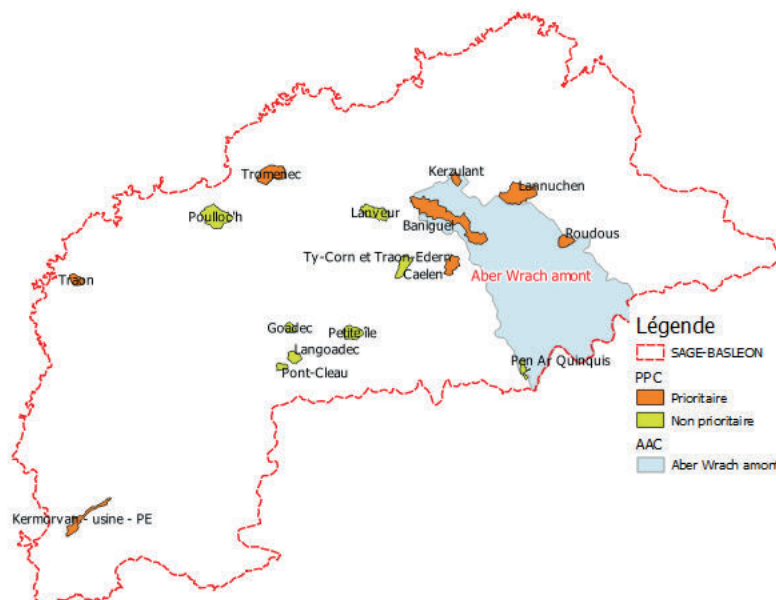 Kerzulant
Tromenec
Lannuchen
Poulloc'h
Lanveur
Baniguel
Roudous
Ty-Corn et Traon-Edern
Caelen
Aber Wrach amont
Traon
Goadec
Petite île
Langoadec
Pont-Cleau
Pen Ar Quinquis
Kermorvan - usine - PE
Légende
SAGE-BASLEON
PPC
Prioritaire
Non prioritaire
AAC
Aber Wrach amont